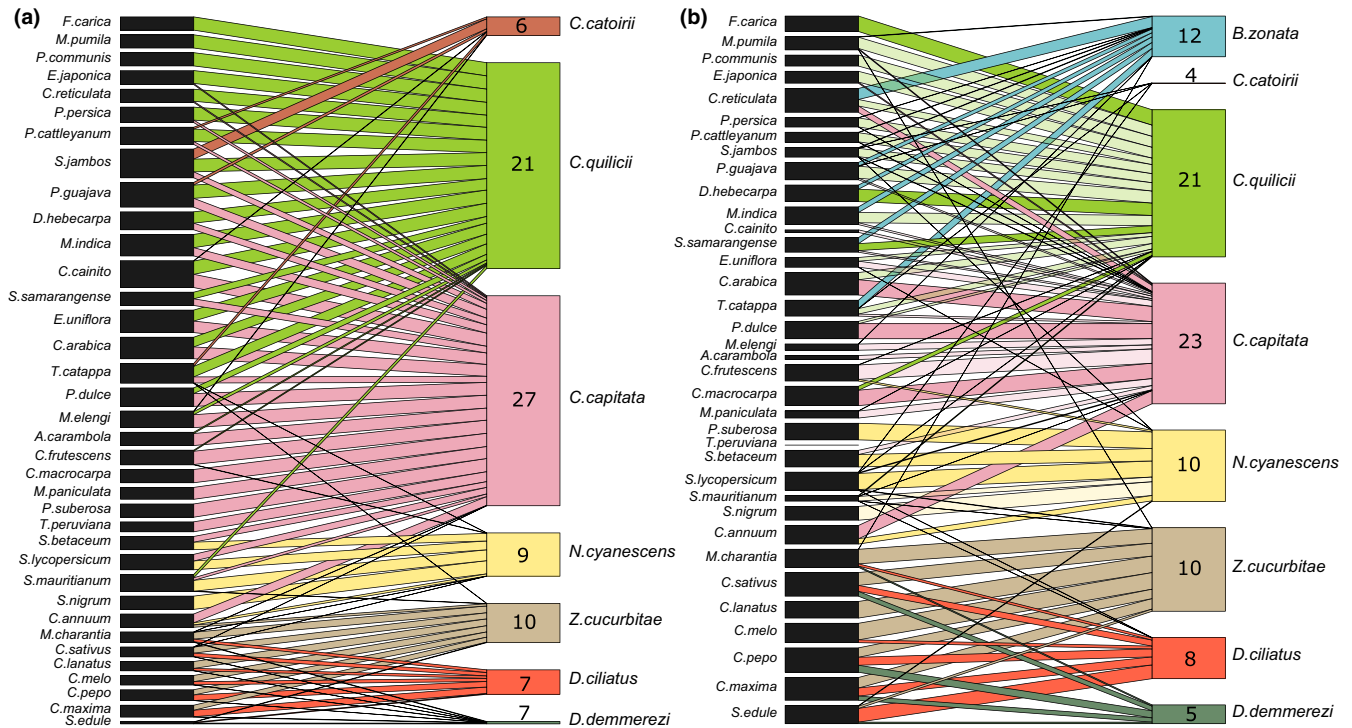 (a)
F.carica
M.pumila
P.communis
E.japonica
C.reticulata
P.persica
P.cattleyanum
S.jambos
P.guajava
D.hebecarpa
M.indica
C.cainito
S.samarangense
E.uniflora
C.arabica
T.catappa
P.dulce
M.elengi
A.carambola
C.frutescens
C.macrocarpa
M.paniculata
P.suberosa
T.peruviana
S.betaceum
S.lycopersicum
S.mauritianum
S.nigrum
C.annuum
M.charantia
C.sativus
C.lanatus
C.melo
C.pepo
C.maxima
S.edule
6 C.catoirii
21 C.quilicii
27 C.capitata
9 N.cyanescens
10 Z.cucurbitae
7 D.ciliatus
7 D.demmerezi
(b)
F.carica
M.pumila
P.communis
E.japonica
C.reticulata
P.persica
P.cattleyanum
S.jambos
P.guajava
D.hebecarpa
M.indica
C.cainito
S.samarangense
E.uniflora
C.arabica
T.catappa
P.dulce
M.elengi
A.carambola
C.frutescens
C.macrocarpa
M.paniculata
P.suberosa
T.peruviana
S.betaceum
S.lycopersicum
S.mauritianum
S.nigrum
C.annuum
M.charantia
C.sativus
C.lanatus
C.melo
C.pepo
C.maxima
S.edule
12 B.zonata
4 C.catoirii
21 C.quilicii
23 C.capitata
10 N.cyanescens
10 Z.cucurbitae
8 D.ciliatus
5 D.demmerezi